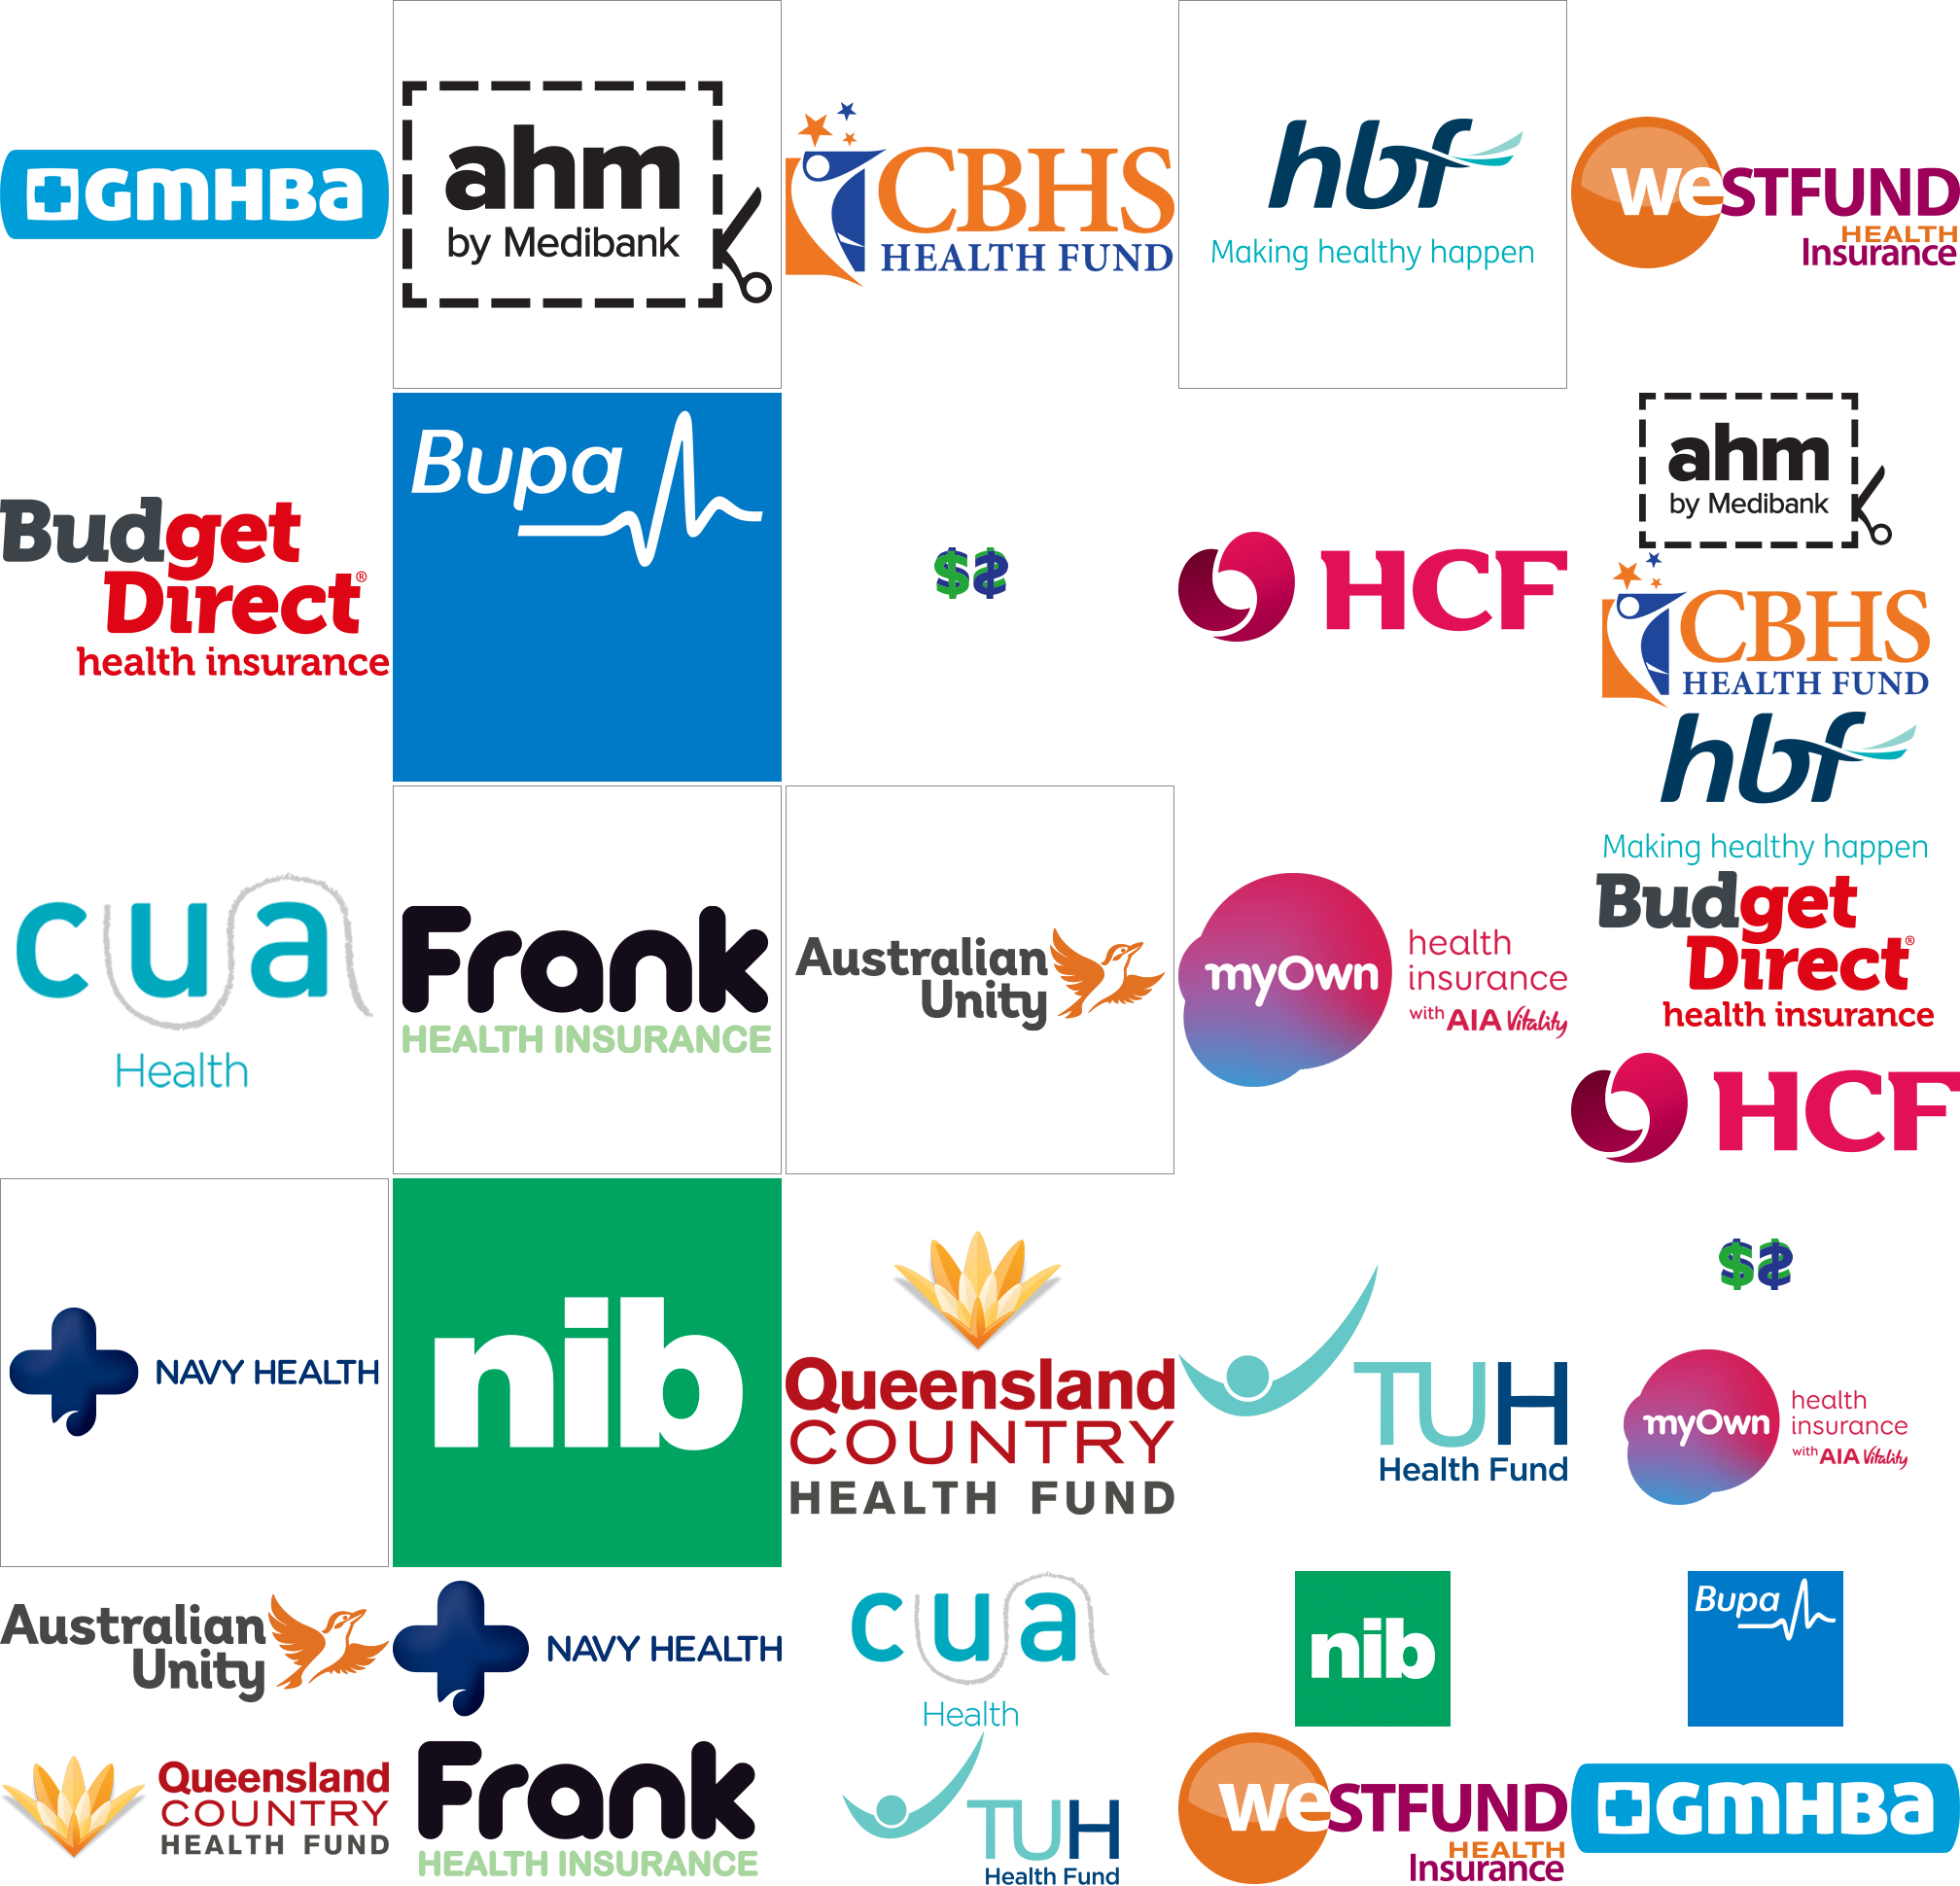 GMHBA
ahm
by Medibank
CBHS
HEALTH FUND
hbf
Making healthy happen
weSTFUND
HEALTH
Insurance
Budget
Direct®
health insurance
Bupa
$$
HCF
ahm
by Medibank
CBHS
HEALTH FUND
hbf
Making healthy happen
Budget
Direct®
health insurance
HCF
cua
Health
Frank
HEALTH INSURANCE
Australian
Unity
myOwn
health
insurance
with AIA Vitality
NAVY HEALTH
nib
Queensland
COUNTRY
HEALTH FUND
TUH
Health Fund
$$
myOwn
health
insurance
with AIA Vitality
Australian
Unity
NAVY HEALTH
cua
Health
nib
Bupa
Queensland
COUNTRY
HEALTH FUND
Frank
HEALTH INSURANCE
TUH
Health Fund
weSTFUND
HEALTH
Insurance
GMHBA